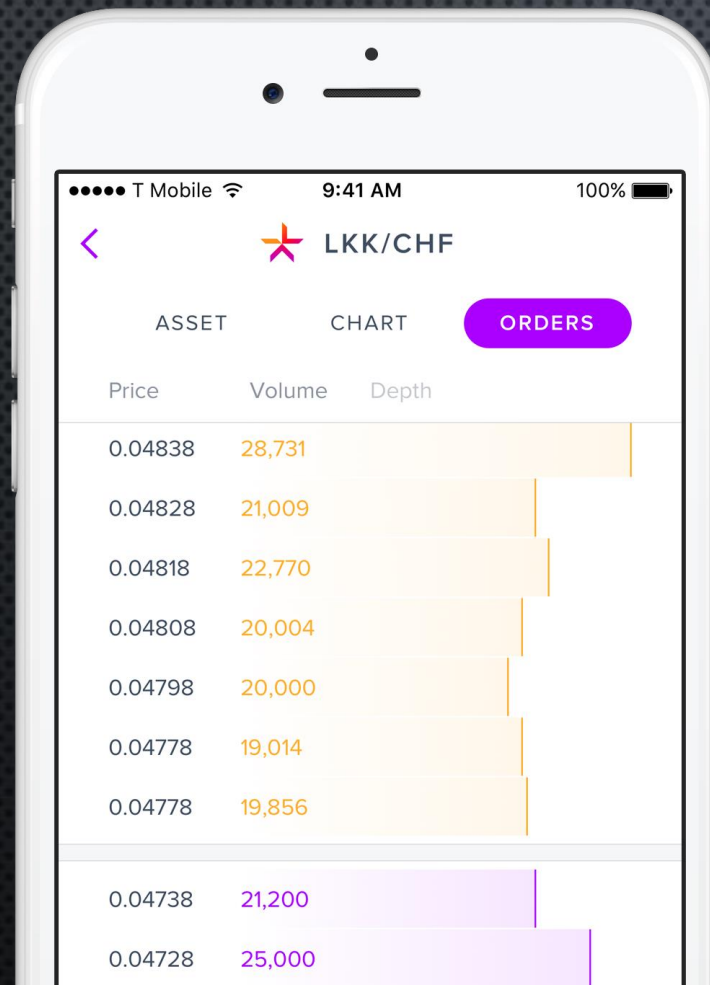 T Mobile 9:41 AM 100%
LKK/CHF
ASSET CHART ORDERS
Price Volume Depth
0.04838 28,731
0.04828 21,009
0.04818 22,770
0.04808 20,004
0.04798 20,000
0.04778 19,014
0.04778 19,856
0.04738 21,200
0.04728 25,000